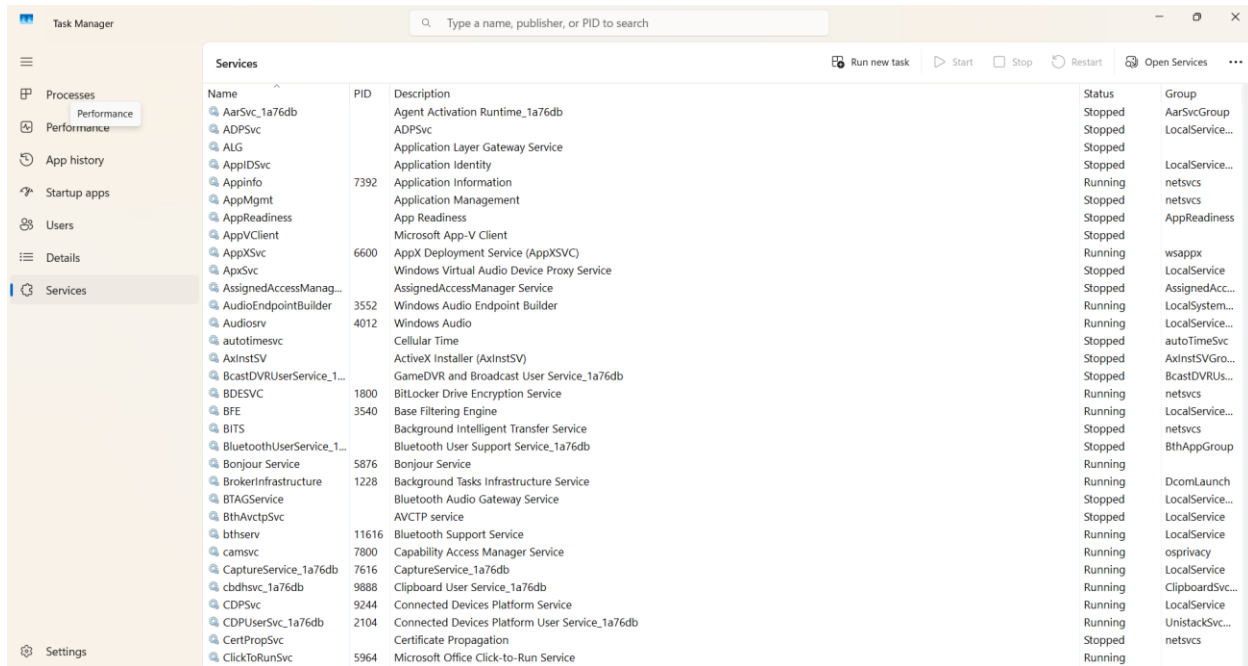 Task Manager
Type a name, publisher, or PID to search
Services Run new task Start Stop Restart Open Services
Processes
Performance
Performance
App history
Startup apps
Users
Details
Services
Settings
Name PID Description Status Group
AarSvc_1a76db Agent Activation Runtime_1a76db Stopped AarSvcGroup
ADPSvc ADPSvc Stopped LocalService...
ALG Application Layer Gateway Service Stopped
AppIDSvc Application Identity Stopped LocalService...
Appinfo 7392 Application Information Running netsvcs
AppMgmt Application Management Stopped netsvcs
AppReadiness App Readiness Stopped AppReadiness
AppVClient Microsoft App-V Client Stopped
AppXSvc 6600 AppX Deployment Service (AppXSVC) Running wsappx
ApxSvc Windows Virtual Audio Device Proxy Service Stopped LocalService
AssignedAccessManag... AssignedAccessManager Service Stopped AssignedAcc...
AudioEndpointBuilder 3552 Windows Audio Endpoint Builder Running LocalSystem...
Audiosrv 4012 Windows Audio Running LocalService...
autotimesvc Cellular Time Stopped autoTimeSvc
AxInstSV ActiveX Installer (AxInstSV) Stopped AxInstSVGro...
BcastDVRUserService_1... GameDVR and Broadcast User Service_1a76db Stopped BcastDVRUs...
BDESVC 1800 BitLocker Drive Encryption Service Running netsvcs
BFE 3540 Base Filtering Engine Running LocalService...
BITS Background Intelligent Transfer Service Stopped netsvcs
BluetoothUserService_1... Bluetooth User Support Service_1a76db Stopped BthAppGroup
Bonjour Service 5876 Bonjour Service Running
BrokerInfrastructure 1228 Background Tasks Infrastructure Service Running DcomLaunch
BTAGService Bluetooth Audio Gateway Service Stopped LocalService...
BthAvctpSvc AVCTP service Stopped LocalService
bthserv 11616 Bluetooth Support Service Running LocalService
camsvc 7800 Capability Access Manager Service Running osprivacy
CaptureService_1a76db 7616 CaptureService_1a76db Running LocalService
cbdhsvc_1a76db 9888 Clipboard User Service_1a76db Running ClipboardSvc...
CDPSvc 9244 Connected Devices Platform Service Running LocalService
CDPUserSvc_1a76db 2104 Connected Devices Platform User Service_1a76db Running UnistackSvc...
CertPropSvc Certificate Propagation Stopped netsvcs
ClickToRunSvc 5964 Microsoft Office Click-to-Run Service Running